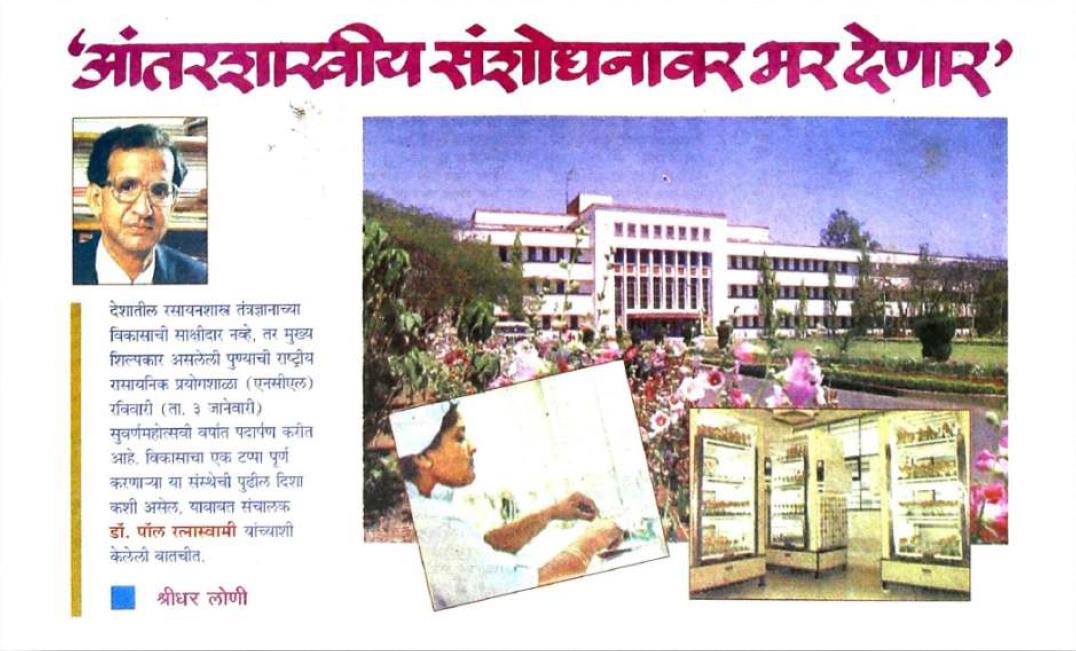 ‘आंतरशाखीय संशोधनावर भर देणार’
देशातील रसायनशास्त्र तंत्रज्ञानाच्या
विकासाची साक्षीदार नव्हे, तर मुख्य
शिल्पकार असलेली पुण्याची राष्ट्रीय
रासायनिक प्रयोगशाळा (एनसीएल)
रविवारी (ता. ३ जानेवारी)
सुवर्णमहोत्सवी वर्षात पदार्पण करीत
आहे. विकासाचा एक टप्पा पूर्ण
करणाऱ्या या संस्थेची पुढील दिशा
कशी असेल, याबाबत संचालक
डॉ. पॉल रत्नास्वामी यांच्याशी
केलेली बातचीत.
श्रीधर लोणी